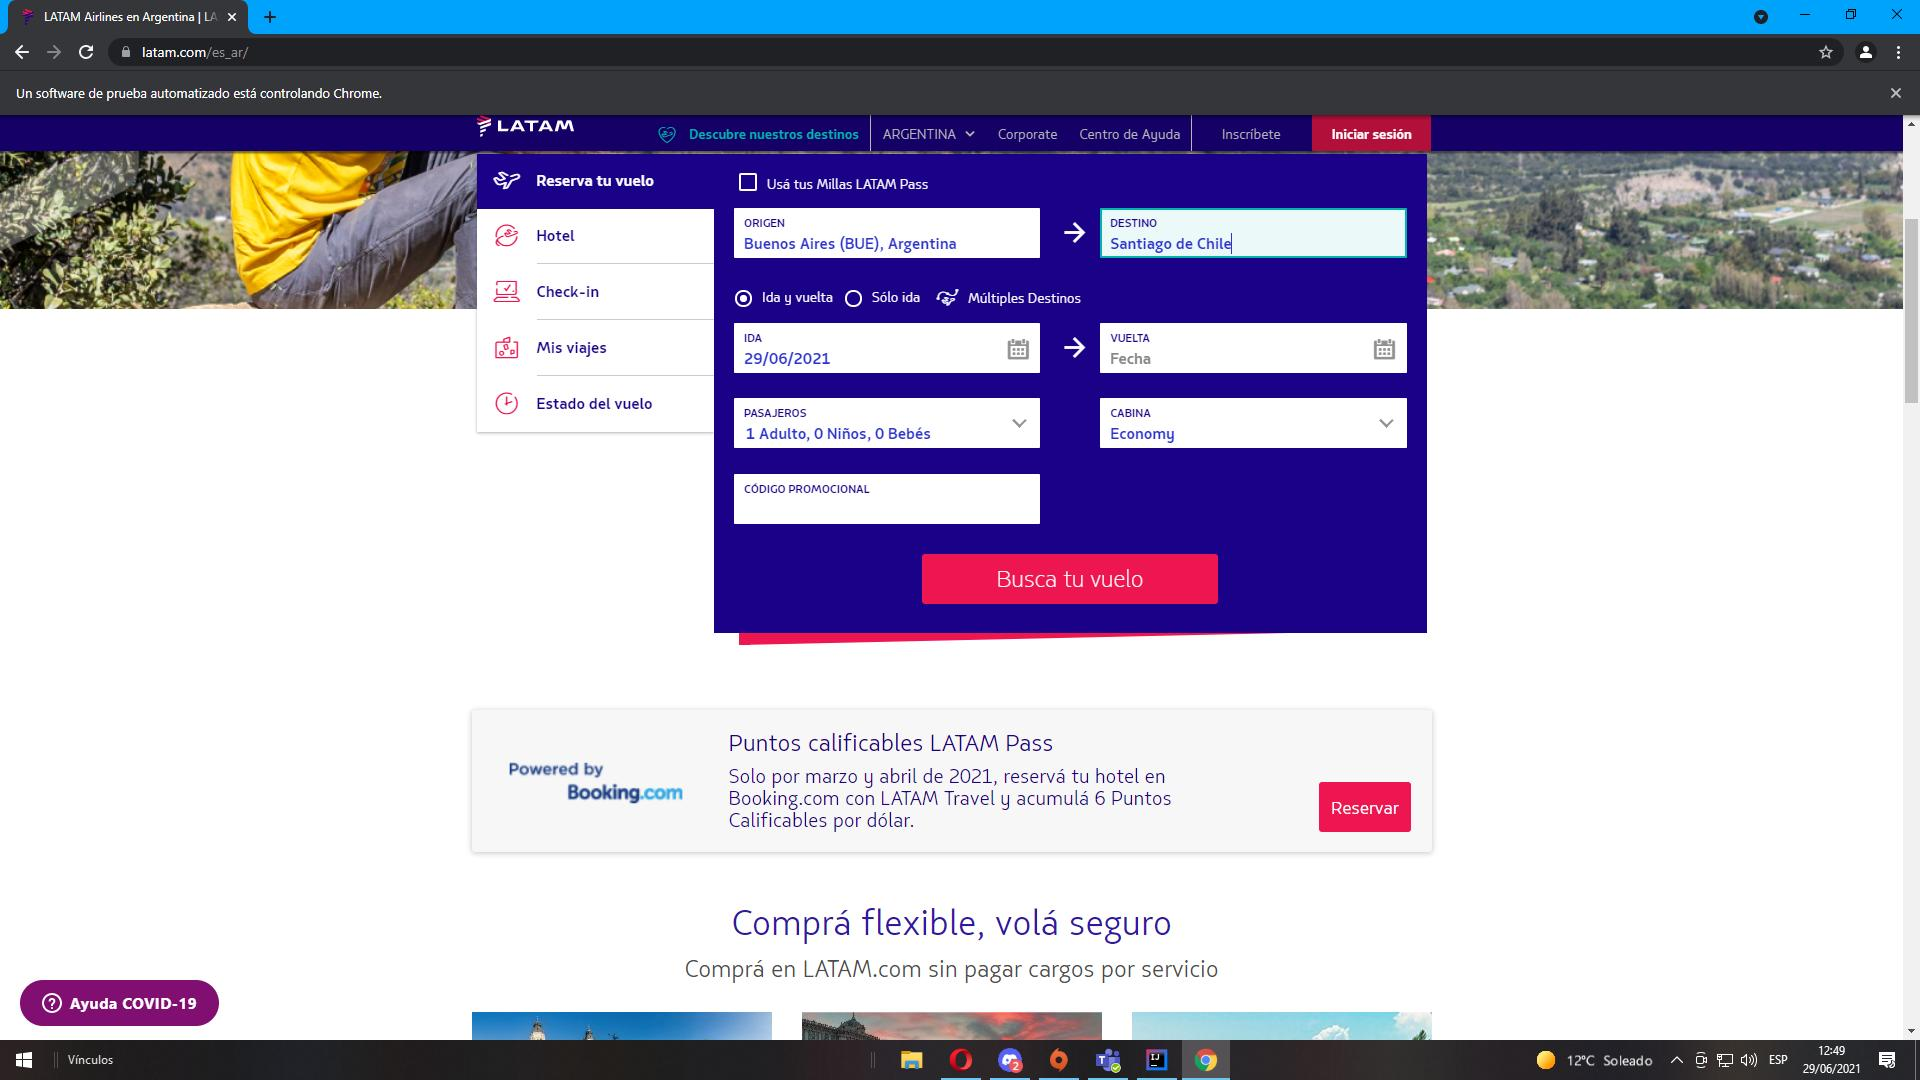 LATAM Airlines en Argentina | LA
latam.com/es_ar/
Un software de prueba automatizado está controlando Chrome.
LATAM
Descubre nuestros destinos
ARGENTINA
Corporate
Centro de Ayuda
Inscríbete
Iniciar sesión
Reserva tu vuelo
Hotel
Check-in
Mis viajes
Estado del vuelo
Usá tus Millas LATAM Pass
ORIGEN
Buenos Aires (BUE), Argentina
DESTINO
Santiago de Chile
Ida y vuelta
Sólo ida
Múltiples Destinos
IDA
29/06/2021
VUELTA
Fecha
PASAJEROS
1 Adulto, 0 Niños, 0 Bebés
CABINA
Economy
CÓDIGO PROMOCIONAL
Busca tu vuelo
Powered by
Booking.com
Puntos calificables LATAM Pass
Solo por marzo y abril de 2021, reservá tu hotel en
Booking.com con LATAM Travel y acumulá 6 Puntos
Calificables por dólar.
Reservar
Comprá flexible, volá seguro
Comprá en LATAM.com sin pagar cargos por servicio
Ayuda COVID-19
Vínculos
2
IJ
12°C Soleado
ESP
12:49
29/06/2021